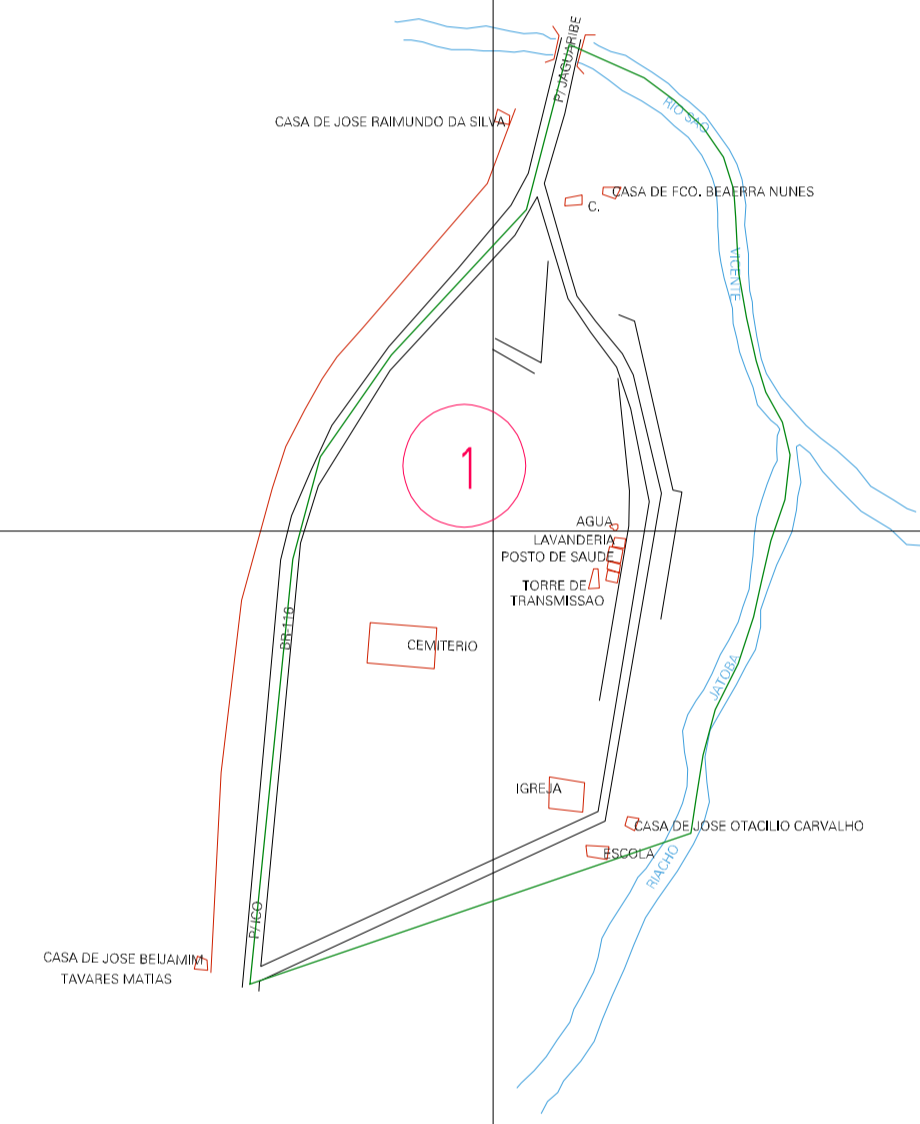 P/ JAGUARIBE
CASA DE JOSE RAIMUNDO DA SILVA
RIO SAO
CASA DE FCO. BEAERRA NUNES
C.
VICENTE
1
AGUA
LAVANDERIA
POSTO DE SAUDE
TORRE DE
TRANSMISSAO
BR-116
CEMITERIO
JATOBA
IGREJA
CASA DE JOSE OTACILIO CARVALHO
ESCOLA
RIACHO
P/ ICO
CASA DE JOSE BEIJAMIM
TAVARES MATIAS